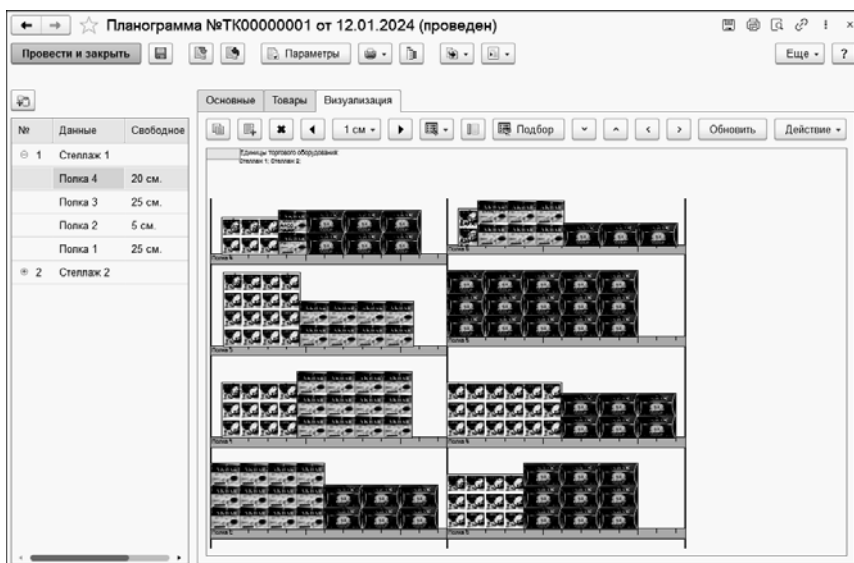 Планограмма №ТК00000001 от 12.01.2024 (проведен)
Провести и закрыть
Параметры
Еще
?
Основные Товары Визуализация
№ Данные Свободное
1 см
Подбор
Обновить
Действие
Единицы торгового оборудования:
Стеллаж 1; Стеллаж 2;
1 Стеллаж 1
Полка 4 20 см.
Полка 3 25 см.
Полка 2 5 см.
Полка 1 25 см.
2 Стеллаж 2